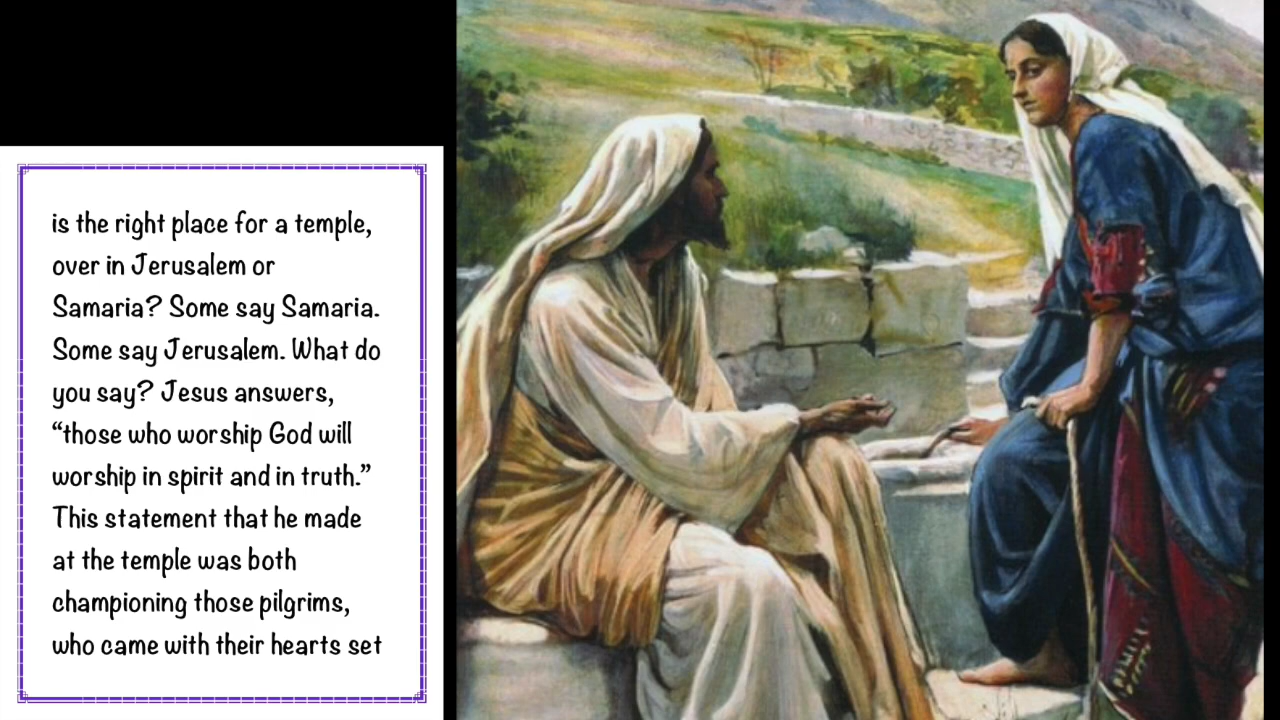 is the right place for a temple,
over in Jerusalem or
Samaria? Some say Samaria.
Some say Jerusalem. What do
you say? Jesus answers,
“those who worship God will
worship in spirit and in truth.”
This statement that he made
at the temple was both
championing those pilgrims,
who came with their hearts set